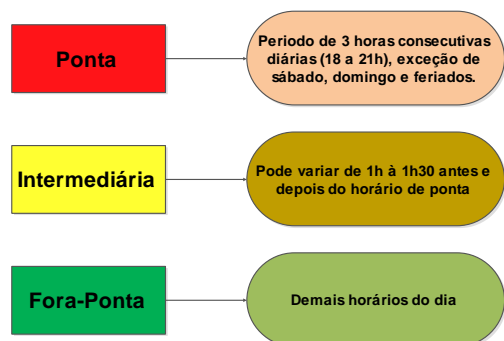 Ponta
Periodo de 3 horas consecutivas
diárias (18 a 21h), exceção de
sábado, domingo e feriados.
Intermediária
Pode variar de 1h à 1h30 antes e
depois do horário de ponta
Fora-Ponta
Demais horários do dia